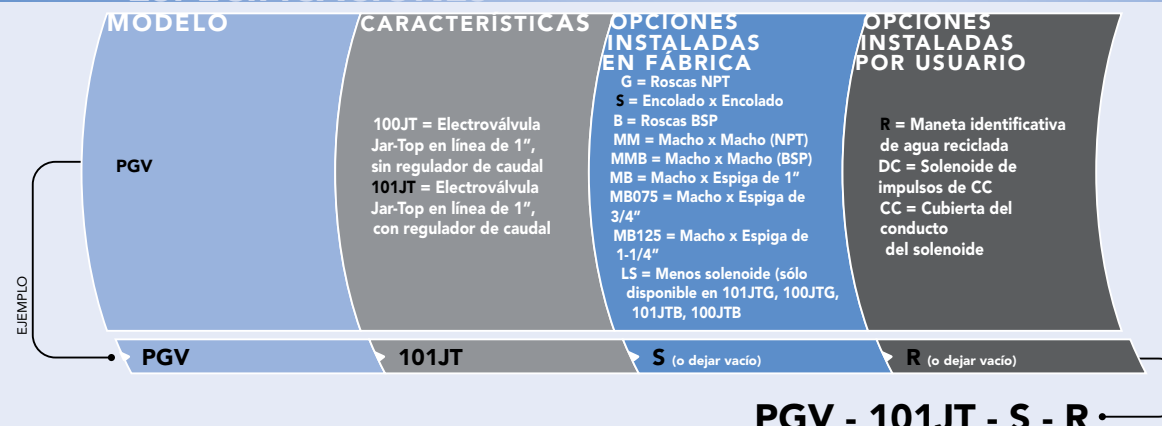 MODELO
PGV
CARACTERÍSTICAS
100JT = Electroválvula
Jar-Top en línea de 1",
sin regulador de caudal
101JT = Electroválvula
Jar-Top en línea de 1",
con regulador de caudal
OPCIONES
INSTALADAS
EN FÁBRICA
G = Roscas NPT
S = Encolado x Encolado
B = Roscas BSP
MM = Macho x Macho (NPT)
MMB = Macho x Macho (BSP)
MB = Macho x Espiga de 1"
MB075 = Macho x Espiga de
3/4"
MB125 = Macho x Espiga de
1-1/4"
LS = Menos solenoide (sólo
disponible en 101JTG, 100JTG,
101JTB, 100JTB
OPCIONES
INSTALADAS
POR USUARIO
R = Maneta identificativa
de agua reciclada
DC = Solenoide de
impulsos de CC
CC = Cubierta del
conducto
del solenoide
EJEMPLO
PGV
101JT
S (o dejar vacío)
R (o dejar vacío)
PGV - 101JT - S - R